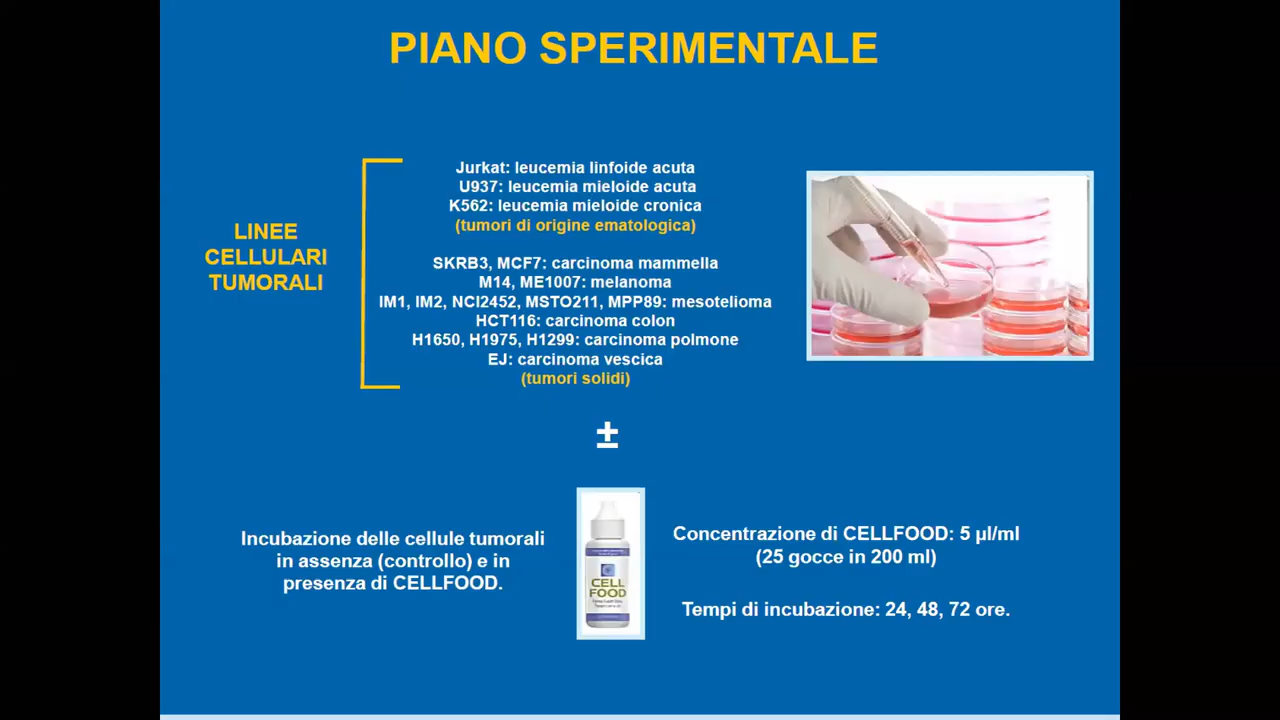 PIANO SPERIMENTALE
LINEE
CELLULARI
TUMORALI
Jurkat: leucemia linfoide acuta
U937: leucemia mieloide acuta
K562: leucemia mieloide cronica
(tumori di origine ematologica)
SKRB3, MCF7: carcinoma mammella
M14, ME1007: melanoma
IM1, IM2, NCI2452, MSTO211, MPP89: mesotelioma
HCT116: carcinoma colon
H1650, H1975, H1299: carcinoma polmone
EJ: carcinoma vescica
(tumori solidi)
±
Incubazione delle cellule tumorali
in assenza (controllo) e in
presenza di CELLFOOD.
CELL
FOOD
Concentrazione di CELLFOOD: 5 µl/ml
(25 gocce in 200 ml)
Tempi di incubazione: 24, 48, 72 ore.